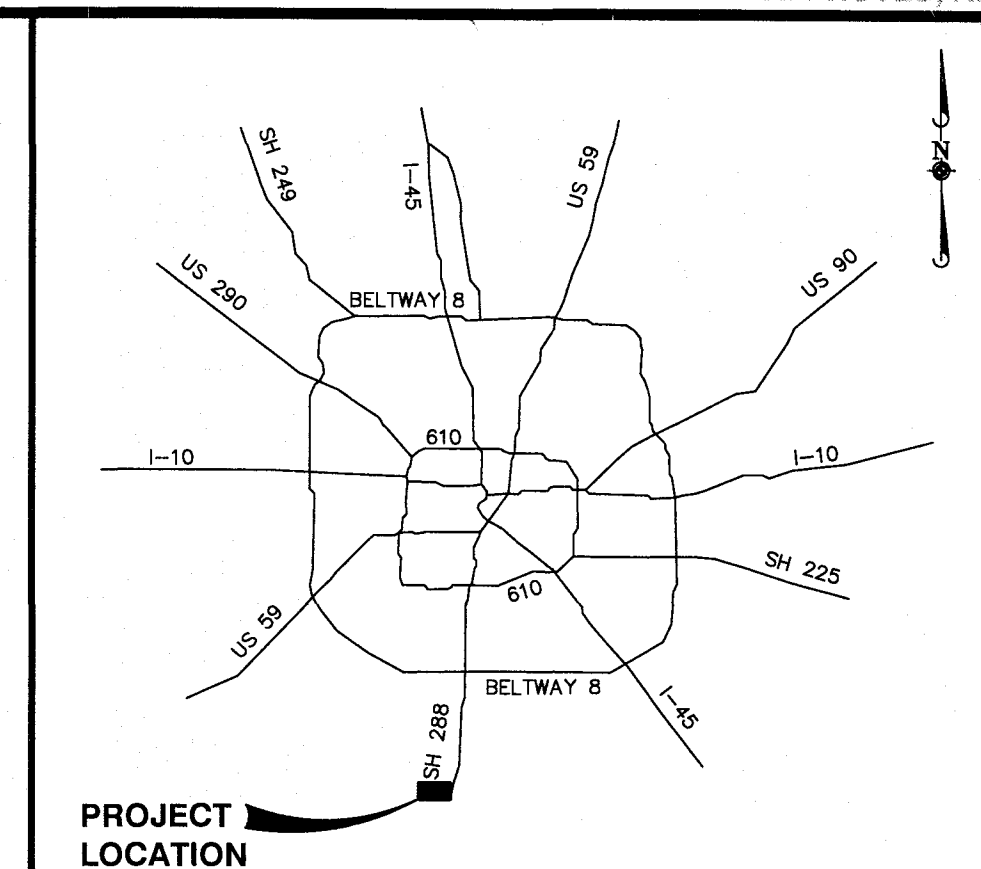 SH 249
I-45
US 59
N
US 290
US 90
BELTWAY 8
610
I-10
I-10
SH 225
610
US 59
BELTWAY 8
I-45
SH 288
PROJECT
LOCATION